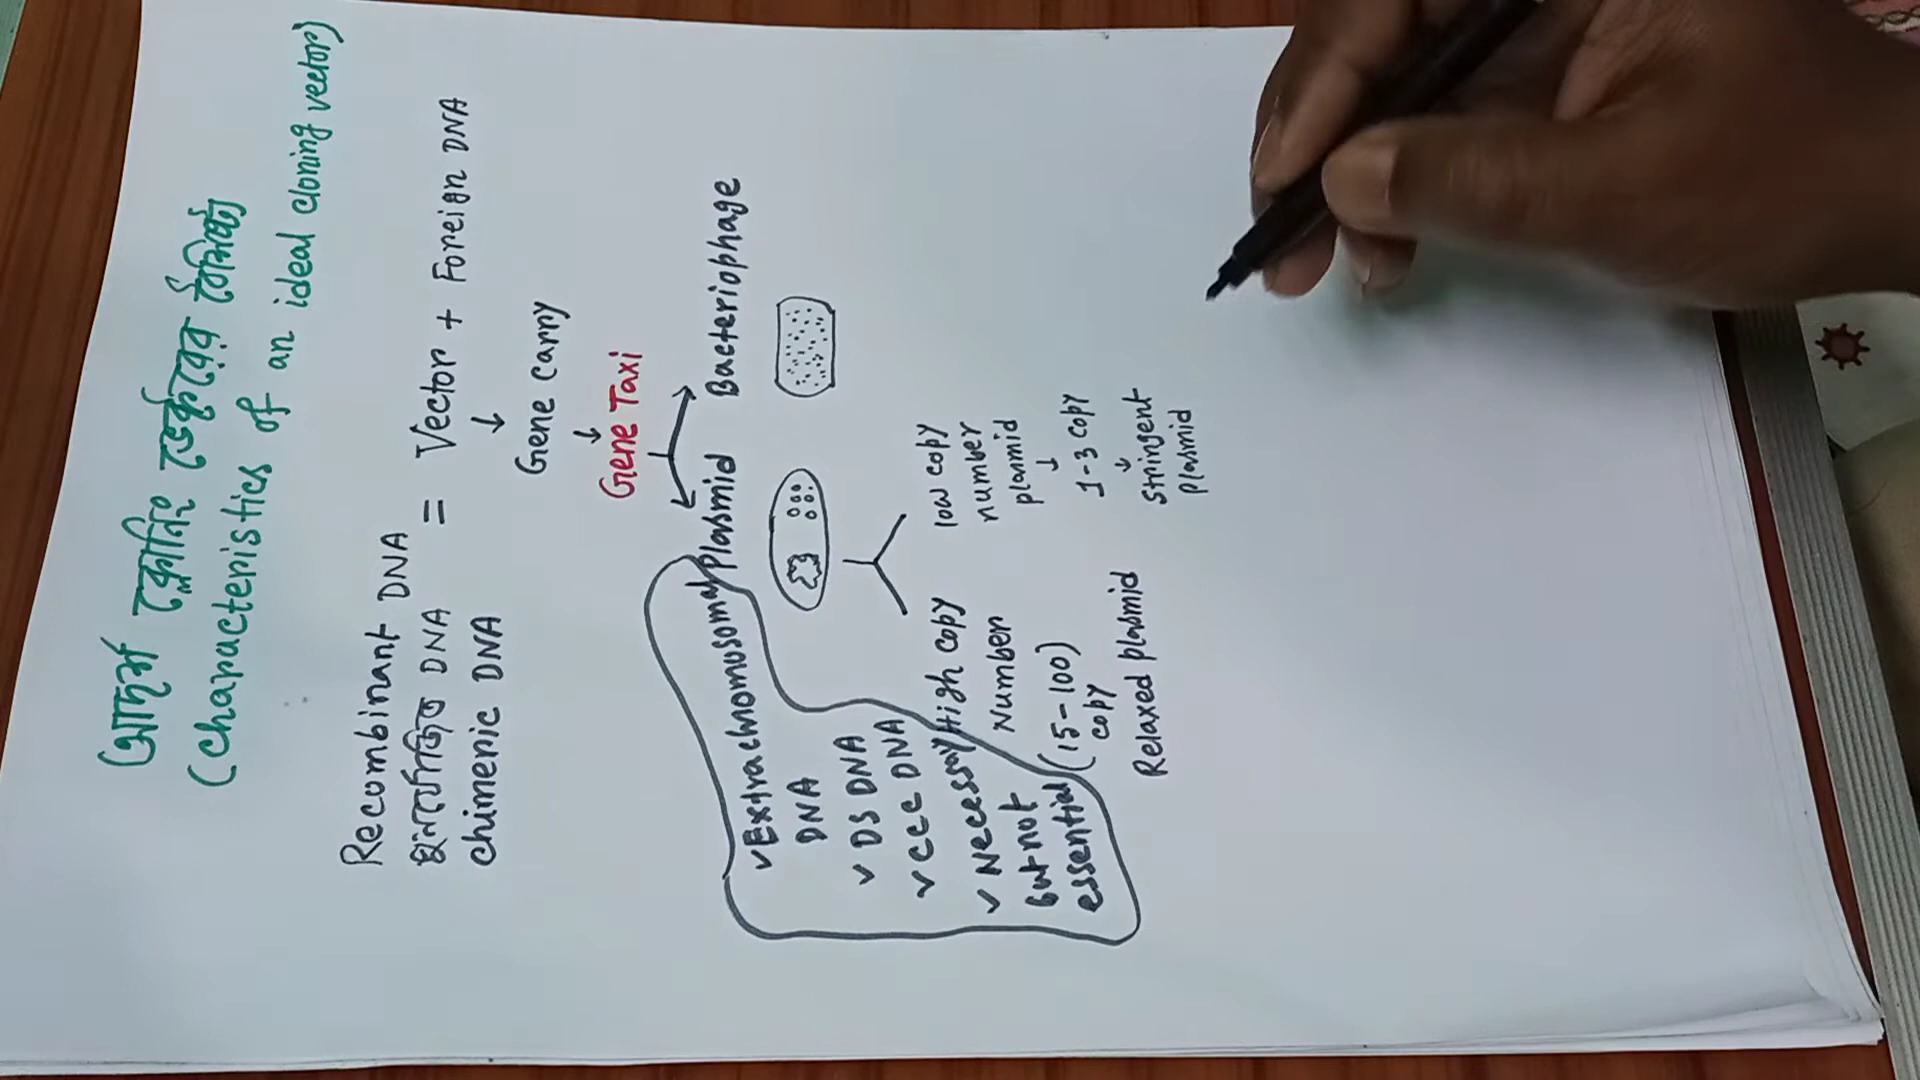 আদর্শ ক্লোনিং ভেক্টরের বৈশিষ্ট্য
(characteristics of an ideal cloning vector)
Recombinant DNA
পুনর্যোজিত DNA = Vector + Foreign DNA
chimeric DNA
↓
Gene carry
↓
Gene Taxi
Plasmid
Bacteriophage
✓ Extrachromosomal
DNA
✓ DS DNA
✓ CCC DNA
✓ Necessary
but not
essential
High copy
Number
(15-100)
copy
Relaxed plasmid
low copy
number
plasmid
↓
1-3 copy
↓
stringent
plasmid